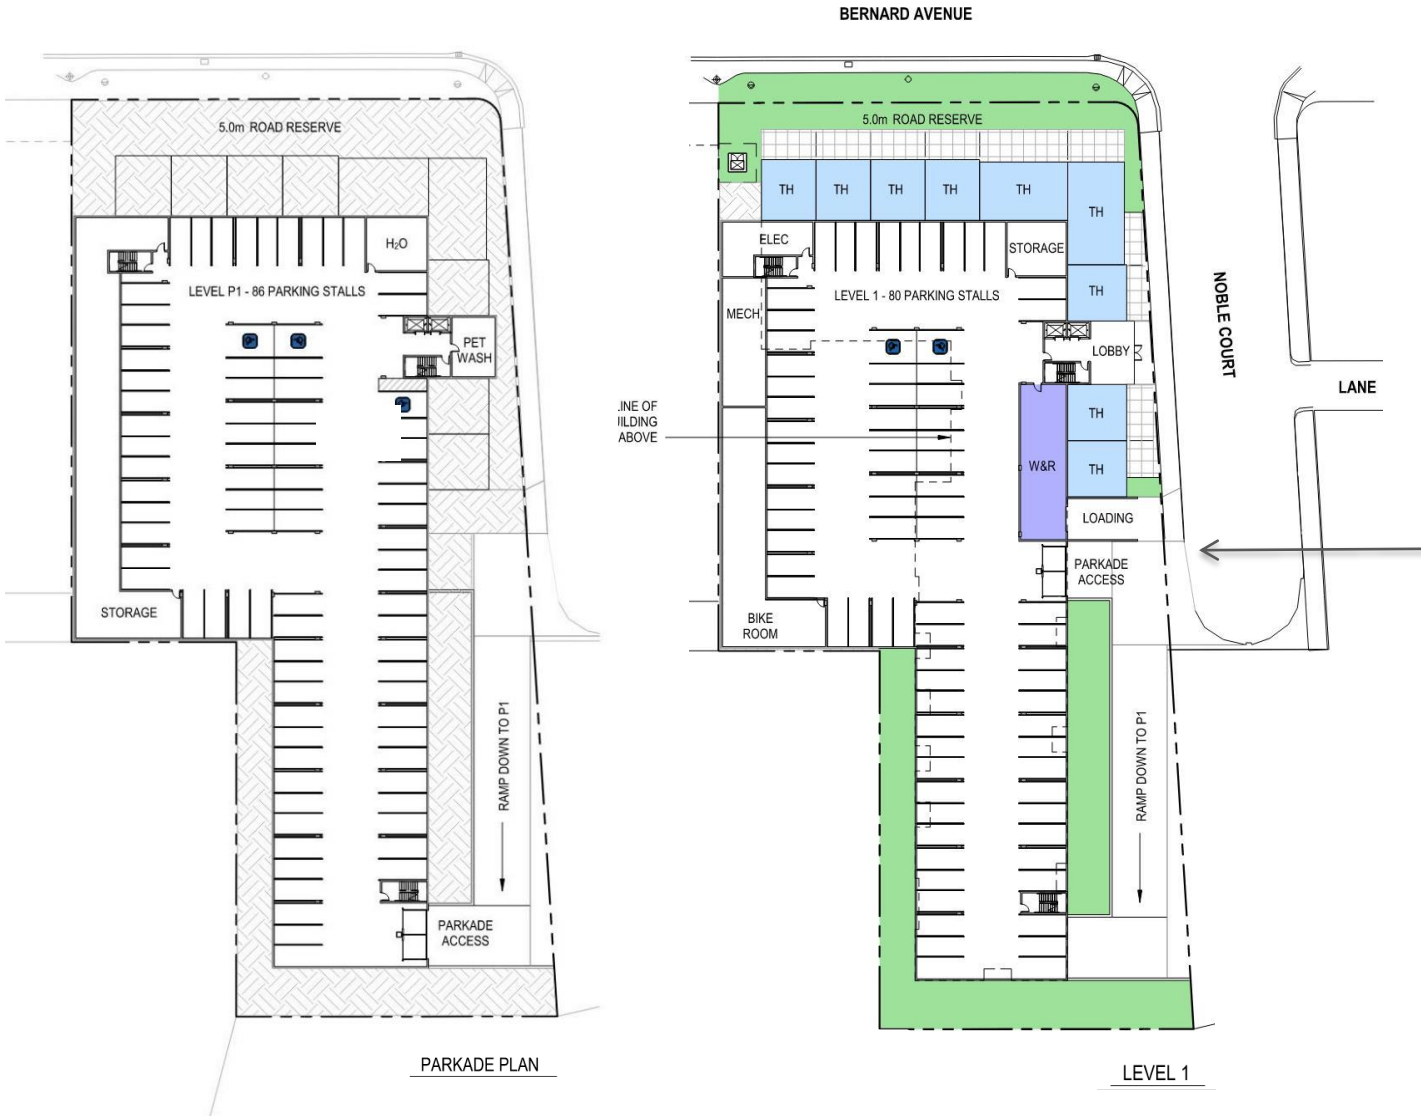 BERNARD AVENUE
5.0m ROAD RESERVE
H₂O
LEVEL P1 - 86 PARKING STALLS
PET
WASH
STORAGE
RAMP DOWN TO P1
PARKADE
ACCESS
PARKADE PLAN
5.0m ROAD RESERVE
TH
TH
TH
TH
TH
TH
ELEC
STORAGE
LEVEL 1 - 80 PARKING STALLS
TH
MECH
LOBBY
NOBLE COURT
LANE
.INE OF
JILDING
ABOVE
TH
W&R
TH
LOADING
PARKADE
ACCESS
BIKE
ROOM
RAMP DOWN TO P1
LEVEL 1